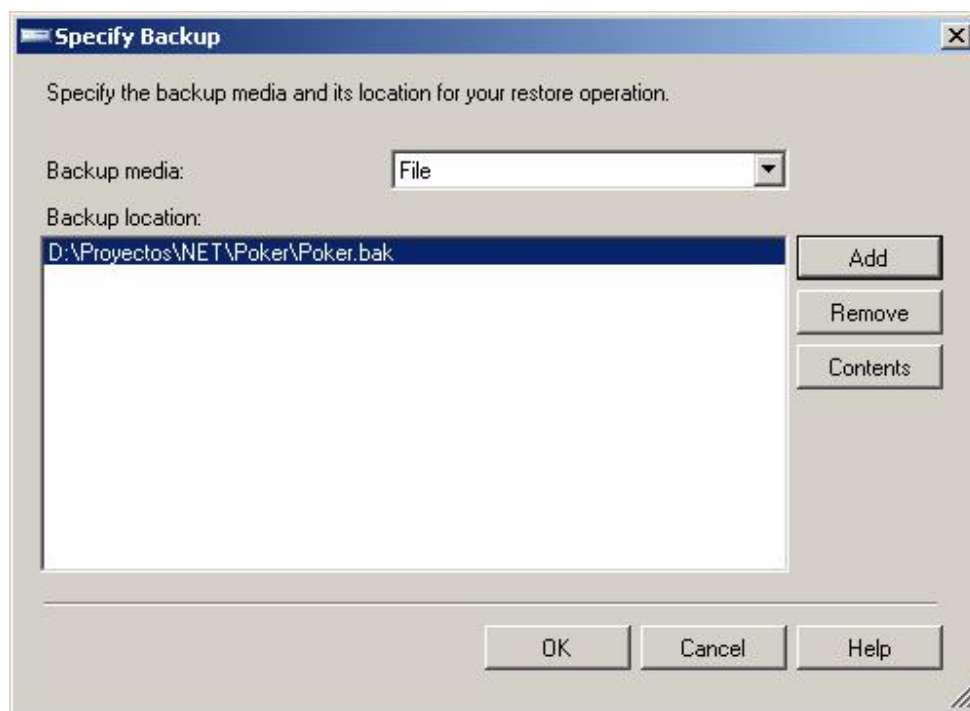 Specify Backup
Specify the backup media and its location for your restore operation.
Backup media:
File
Backup location:
D:\Proyectos\NET\Poker\Poker.bak
Add
Remove
Contents
OK
Cancel
Help